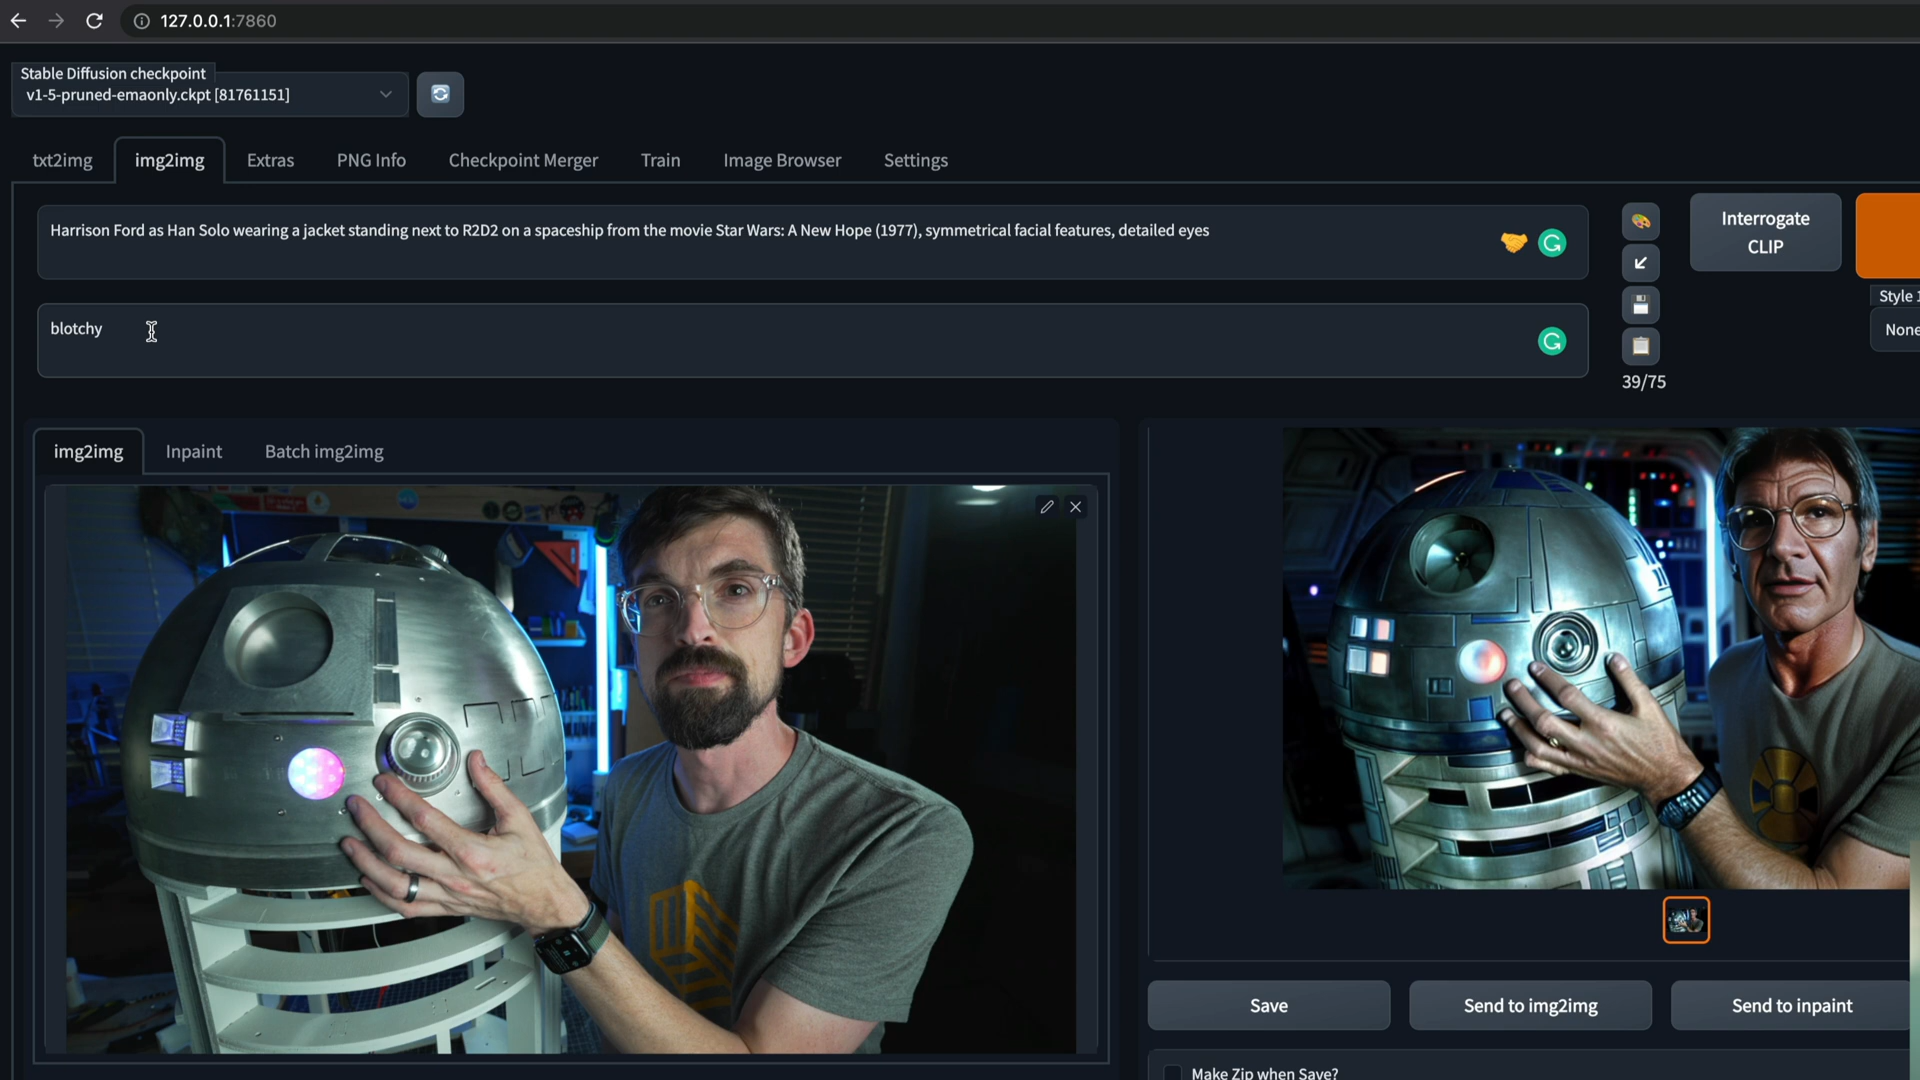 127.0.0.1:7860
Stable Diffusion checkpoint
v1-5-pruned-emaonly.ckpt [81761151]
txt2img
img2img
Extras
PNG Info
Checkpoint Merger
Train
Image Browser
Settings
Harrison Ford as Han Solo wearing a jacket standing next to R2D2 on a spaceship from the movie Star Wars: A New Hope (1977), symmetrical facial features, detailed eyes
Interrogate
CLIP
Style 1
None
blotchy
39/75
img2img
Inpaint
Batch img2img
Save
Send to img2img
Send to inpaint
Make Zip when Save?